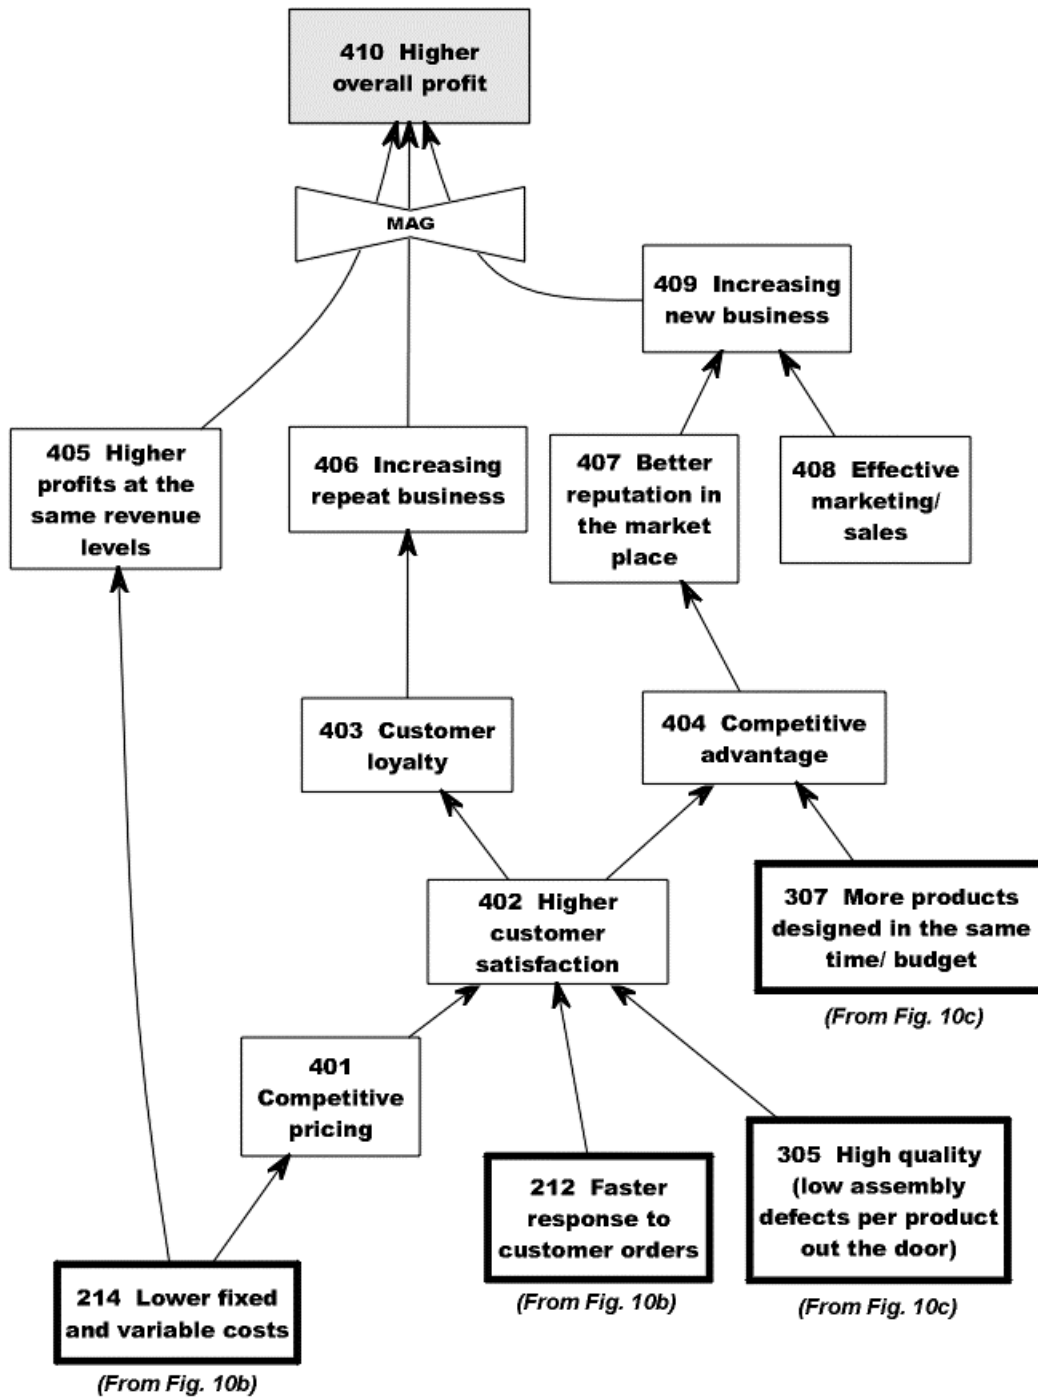 410 Higher
overall profit
MAG
409 Increasing
new business
405 Higher
profits at the
same revenue
levels
406 Increasing
repeat business
407 Better
reputation in
the market
place
408 Effective
marketing/
sales
403 Customer
loyalty
404 Competitive
advantage
402 Higher
customer
satisfaction
307 More products
designed in the same
time/ budget
(From Fig. 10c)
401
Competitive
pricing
212 Faster
response to
customer orders
(From Fig. 10b)
305 High quality
(low assembly
defects per product
out the door)
(From Fig. 10c)
214 Lower fixed
and variable costs
(From Fig. 10b)